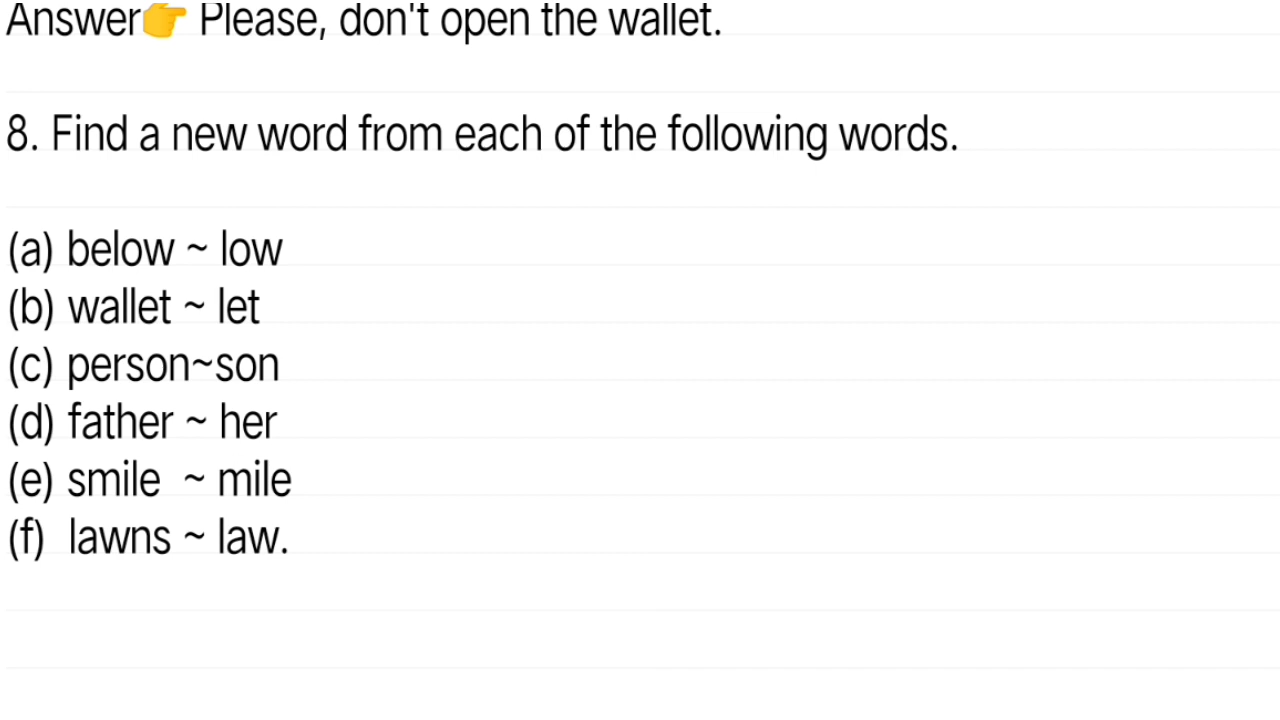 Answer👉 Please, don't open the wallet.
8. Find a new word from each of the following words.
(a) below ~ low
(b) wallet ~ let
(c) person~son
(d) father ~ her
(e) smile  ~ mile
(f)  lawns ~ law.